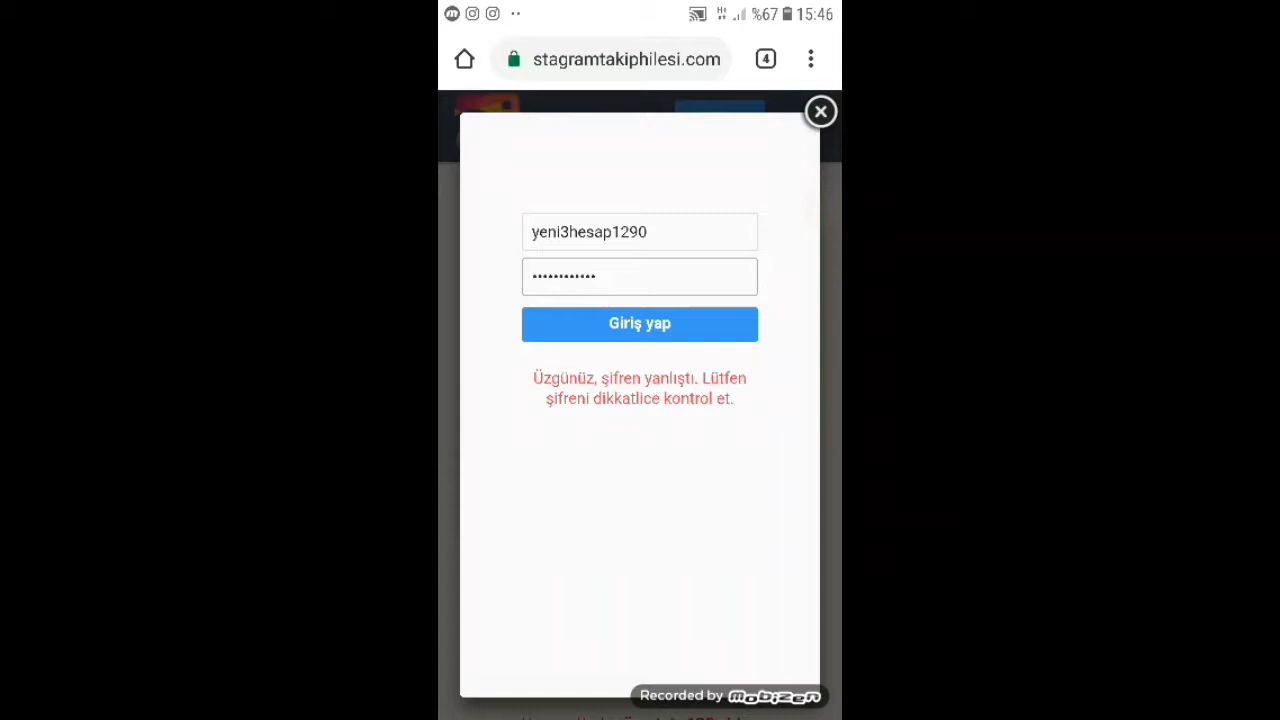 %67 15:46
stagramtakiphilesi.com 4
yeni3hesap1290
••••••••••••
Giriş yap
Üzgünüz, şifren yanlıştı. Lütfen
şifreni dikkatlice kontrol et.
Recorded by mobizen